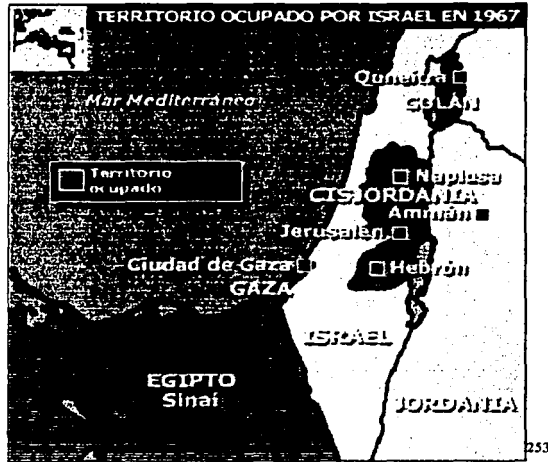 TERRITORIO OCUPADO POR ISRAEL EN 1967
Quneitra
GOLÁN
Mar Mediterráneo
Territorio
ocupado
Naplusa
CISJORDANIA
Ammán
Jerusalén
Ciudad de Gaza
Hebrón
GAZA
ISRAEL
EGIPTO
Sinaí
JORDANIA
253